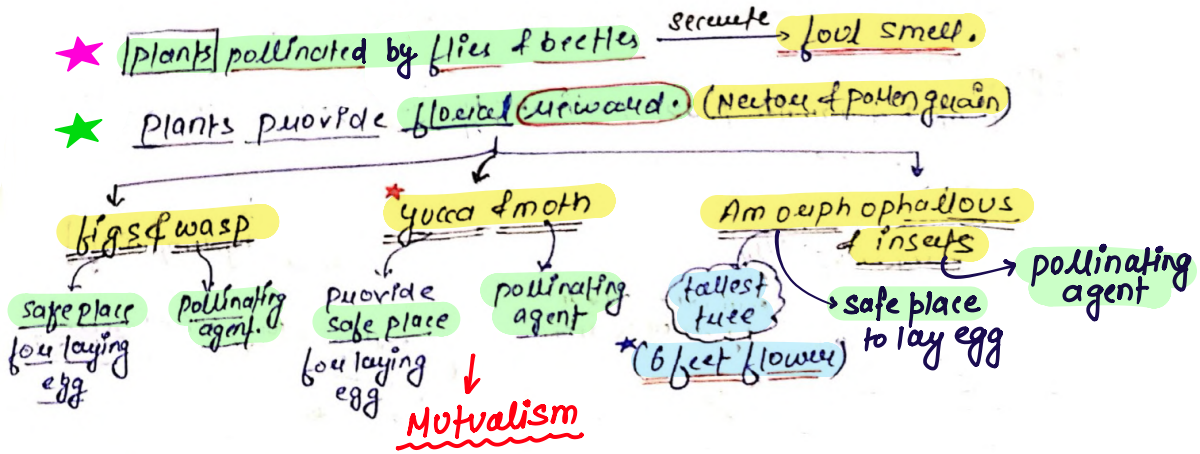 plants pollinated by flies & beetles → secrete → foul smell.
plants provide floral reward. (Nectar & pollen grain)
figs & wasp
safe place
for laying
egg
pollinating
agent.
yucca & moth
provide
safe place
for laying
egg
pollinating
agent
Mutualism
Amorphophallous
& insects
tallest
tree
(6 feet flower)
safe place
to lay egg
pollinating
agent